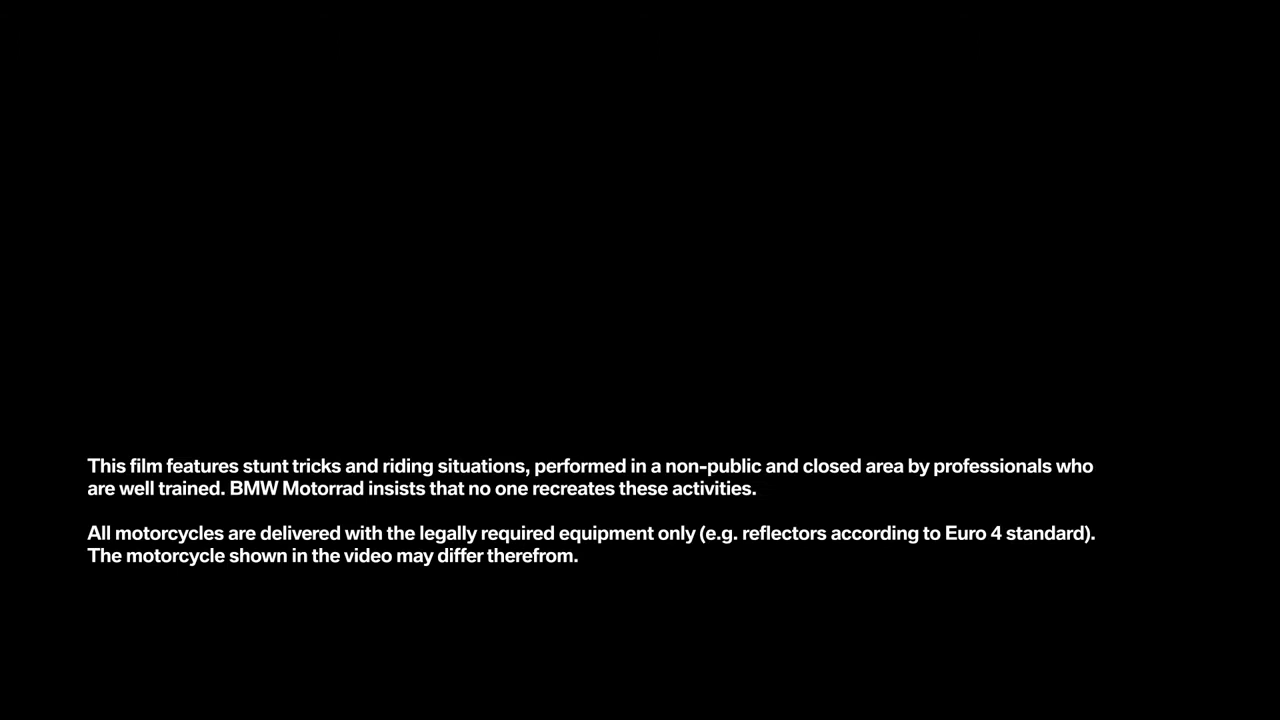 This film features stunt tricks and riding situations, performed in a non-public and closed area by professionals who
are well trained. BMW Motorrad insists that no one recreates these activities.
All motorcycles are delivered with the legally required equipment only (e.g. reflectors according to Euro 4 standard).
The motorcycle shown in the video may differ therefrom.